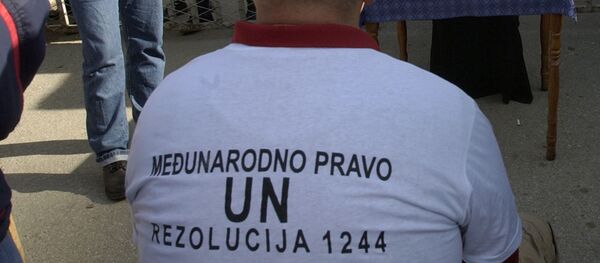 MEĐUNARODNO PRAVO
UN
REZOLUCIJA 1244